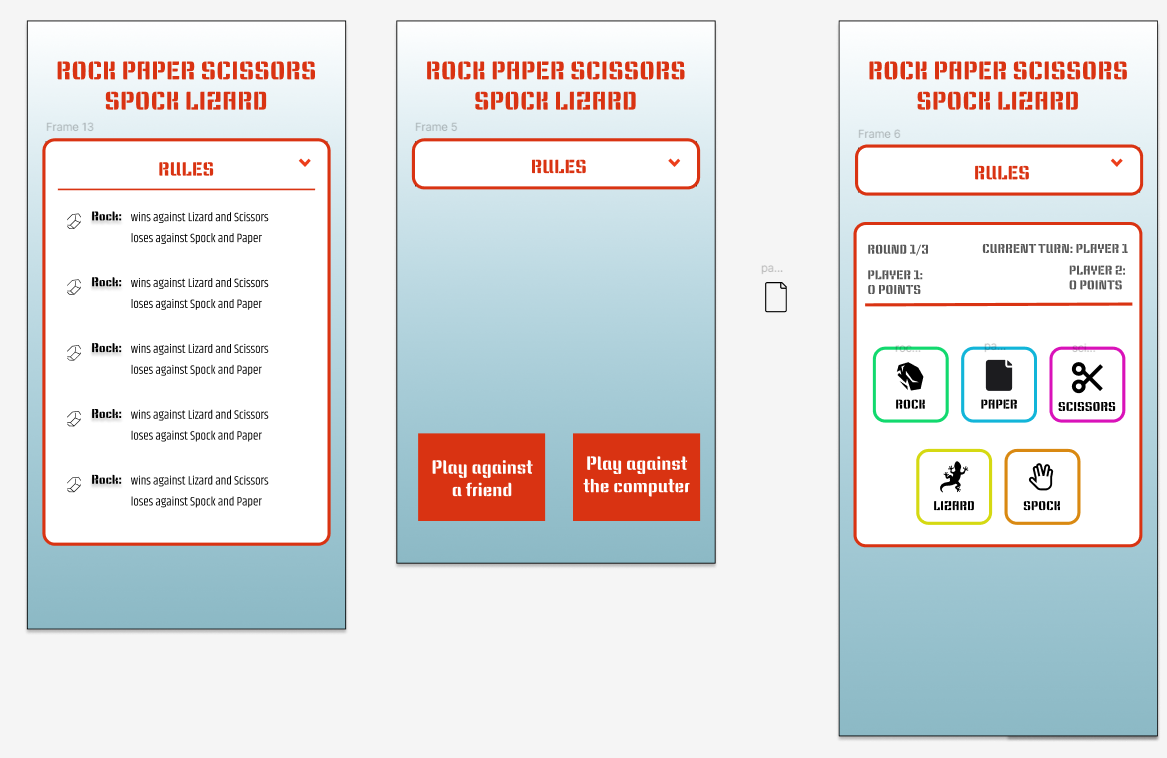 ROCK PAPER SCISSORS
SPOCK LIZARD
Frame 13
RULES
Rock: wins against Lizard and Scissors
loses against Spock and Paper
Rock: wins against Lizard and Scissors
loses against Spock and Paper
Rock: wins against Lizard and Scissors
loses against Spock and Paper
Rock: wins against Lizard and Scissors
loses against Spock and Paper
Rock: wins against Lizard and Scissors
loses against Spock and Paper
ROCK PAPER SCISSORS
SPOCK LIZARD
Frame 5
RULES
Play against
a friend
Play against
the computer
pa...
ROCK PAPER SCISSORS
SPOCK LIZARD
Frame 6
RULES
ROUND 1/3 CURRENT TURN: PLAYER 1
PLAYER 1:
0 POINTS
PLAYER 2:
0 POINTS
roc... pa... sci...
ROCK PAPER SCISSORS
LIZARD SPOCK